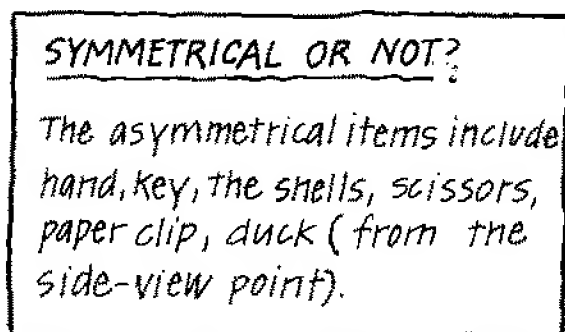 SYMMETRICAL OR NOT?
The asymmetrical items include
hand, key, the shells, scissors,
paper clip, duck (from the
side-view point).